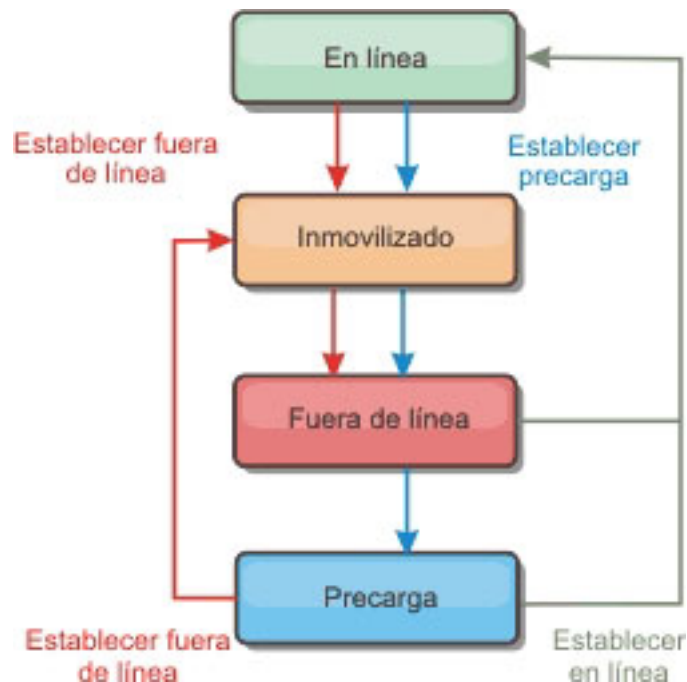 En línea
Establecer fuera
de línea
Establecer
precarga
Inmovilizado
Fuera de línea
Precarga
Establecer fuera
de línea
Establecer
en línea